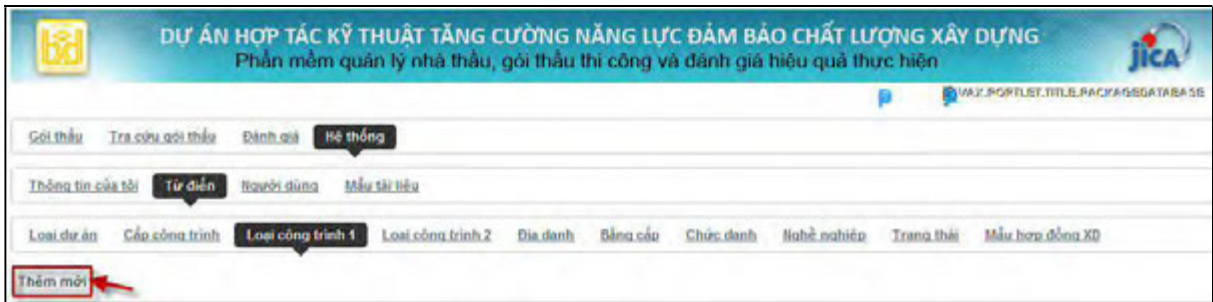 bxd
DỰ ÁN HỢP TÁC KỸ THUẬT TĂNG CƯỜNG NĂNG LỰC ĐẢM BẢO CHẤT LƯỢNG XÂY DỰNG
Phần mềm quản lý nhà thầu, gói thầu thi công và đánh giá hiệu quả thực hiện
jICA
VAX.PORTLET.TITLE.PACKAGEDATABASE
Gói thầu Tra cứu gói thầu Đánh giá Hệ thống
Thông tin của tôi Từ điển Người dùng Mẫu tài liệu
Loại dự án Cấp công trình Loại công trình 1 Loại công trình 2 Địa danh Bằng cấp Chức danh Nghề nghiệp Trạng thái Mẫu hợp đồng XD
Thêm mới